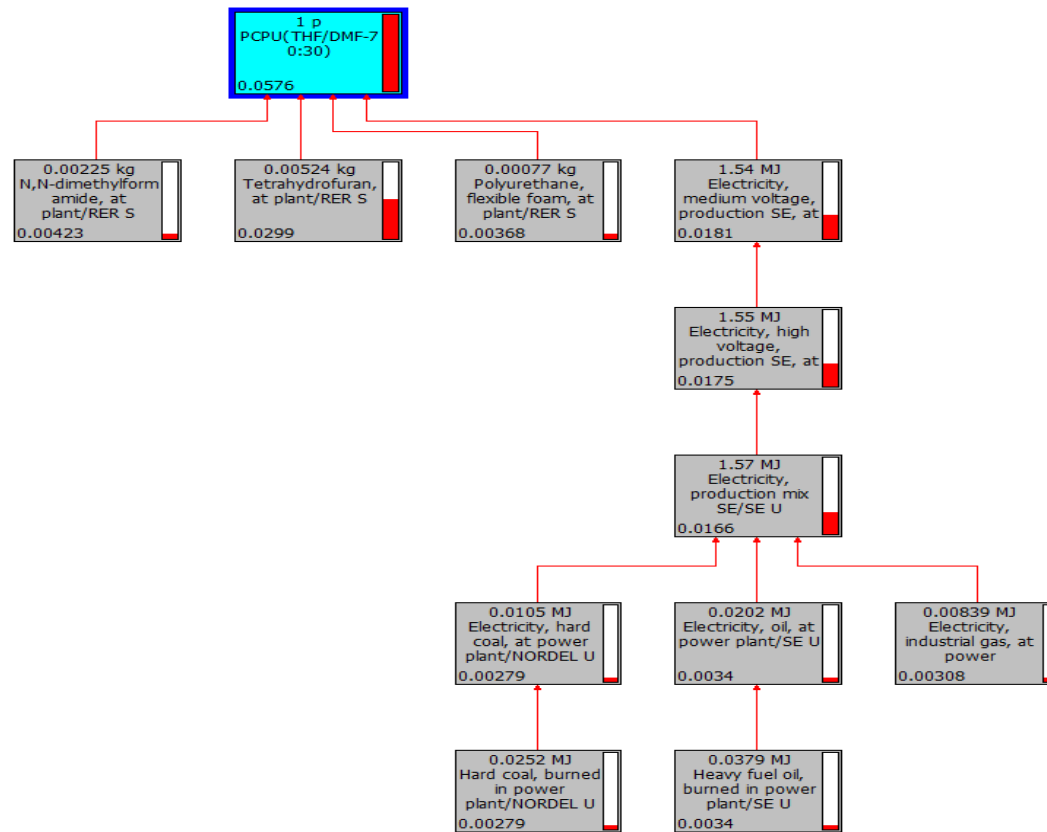 1 p
PCPU(THF/DMF-7
0:30)
0.0576
0.00225 kg
N,N-dimethylform
amide, at
plant/RER S
0.00423
0.00524 kg
Tetrahydrofuran,
at plant/RER S
0.0299
0.00077 kg
Polyurethane,
flexible foam, at
plant/RER S
0.00368
1.54 MJ
Electricity,
medium voltage,
production SE, at
0.0181
1.55 MJ
Electricity, high
voltage,
production SE, at
0.0175
1.57 MJ
Electricity,
production mix
SE/SE U
0.0166
0.0105 MJ
Electricity, hard
coal, at power
plant/NORDEL U
0.00279
0.0202 MJ
Electricity, oil, at
power plant/SE U
0.0034
0.00839 MJ
Electricity,
industrial gas, at
power
0.00308
0.0252 MJ
Hard coal, burned
in power
plant/NORDEL U
0.00279
0.0379 MJ
Heavy fuel oil,
burned in power
plant/SE U
0.0034